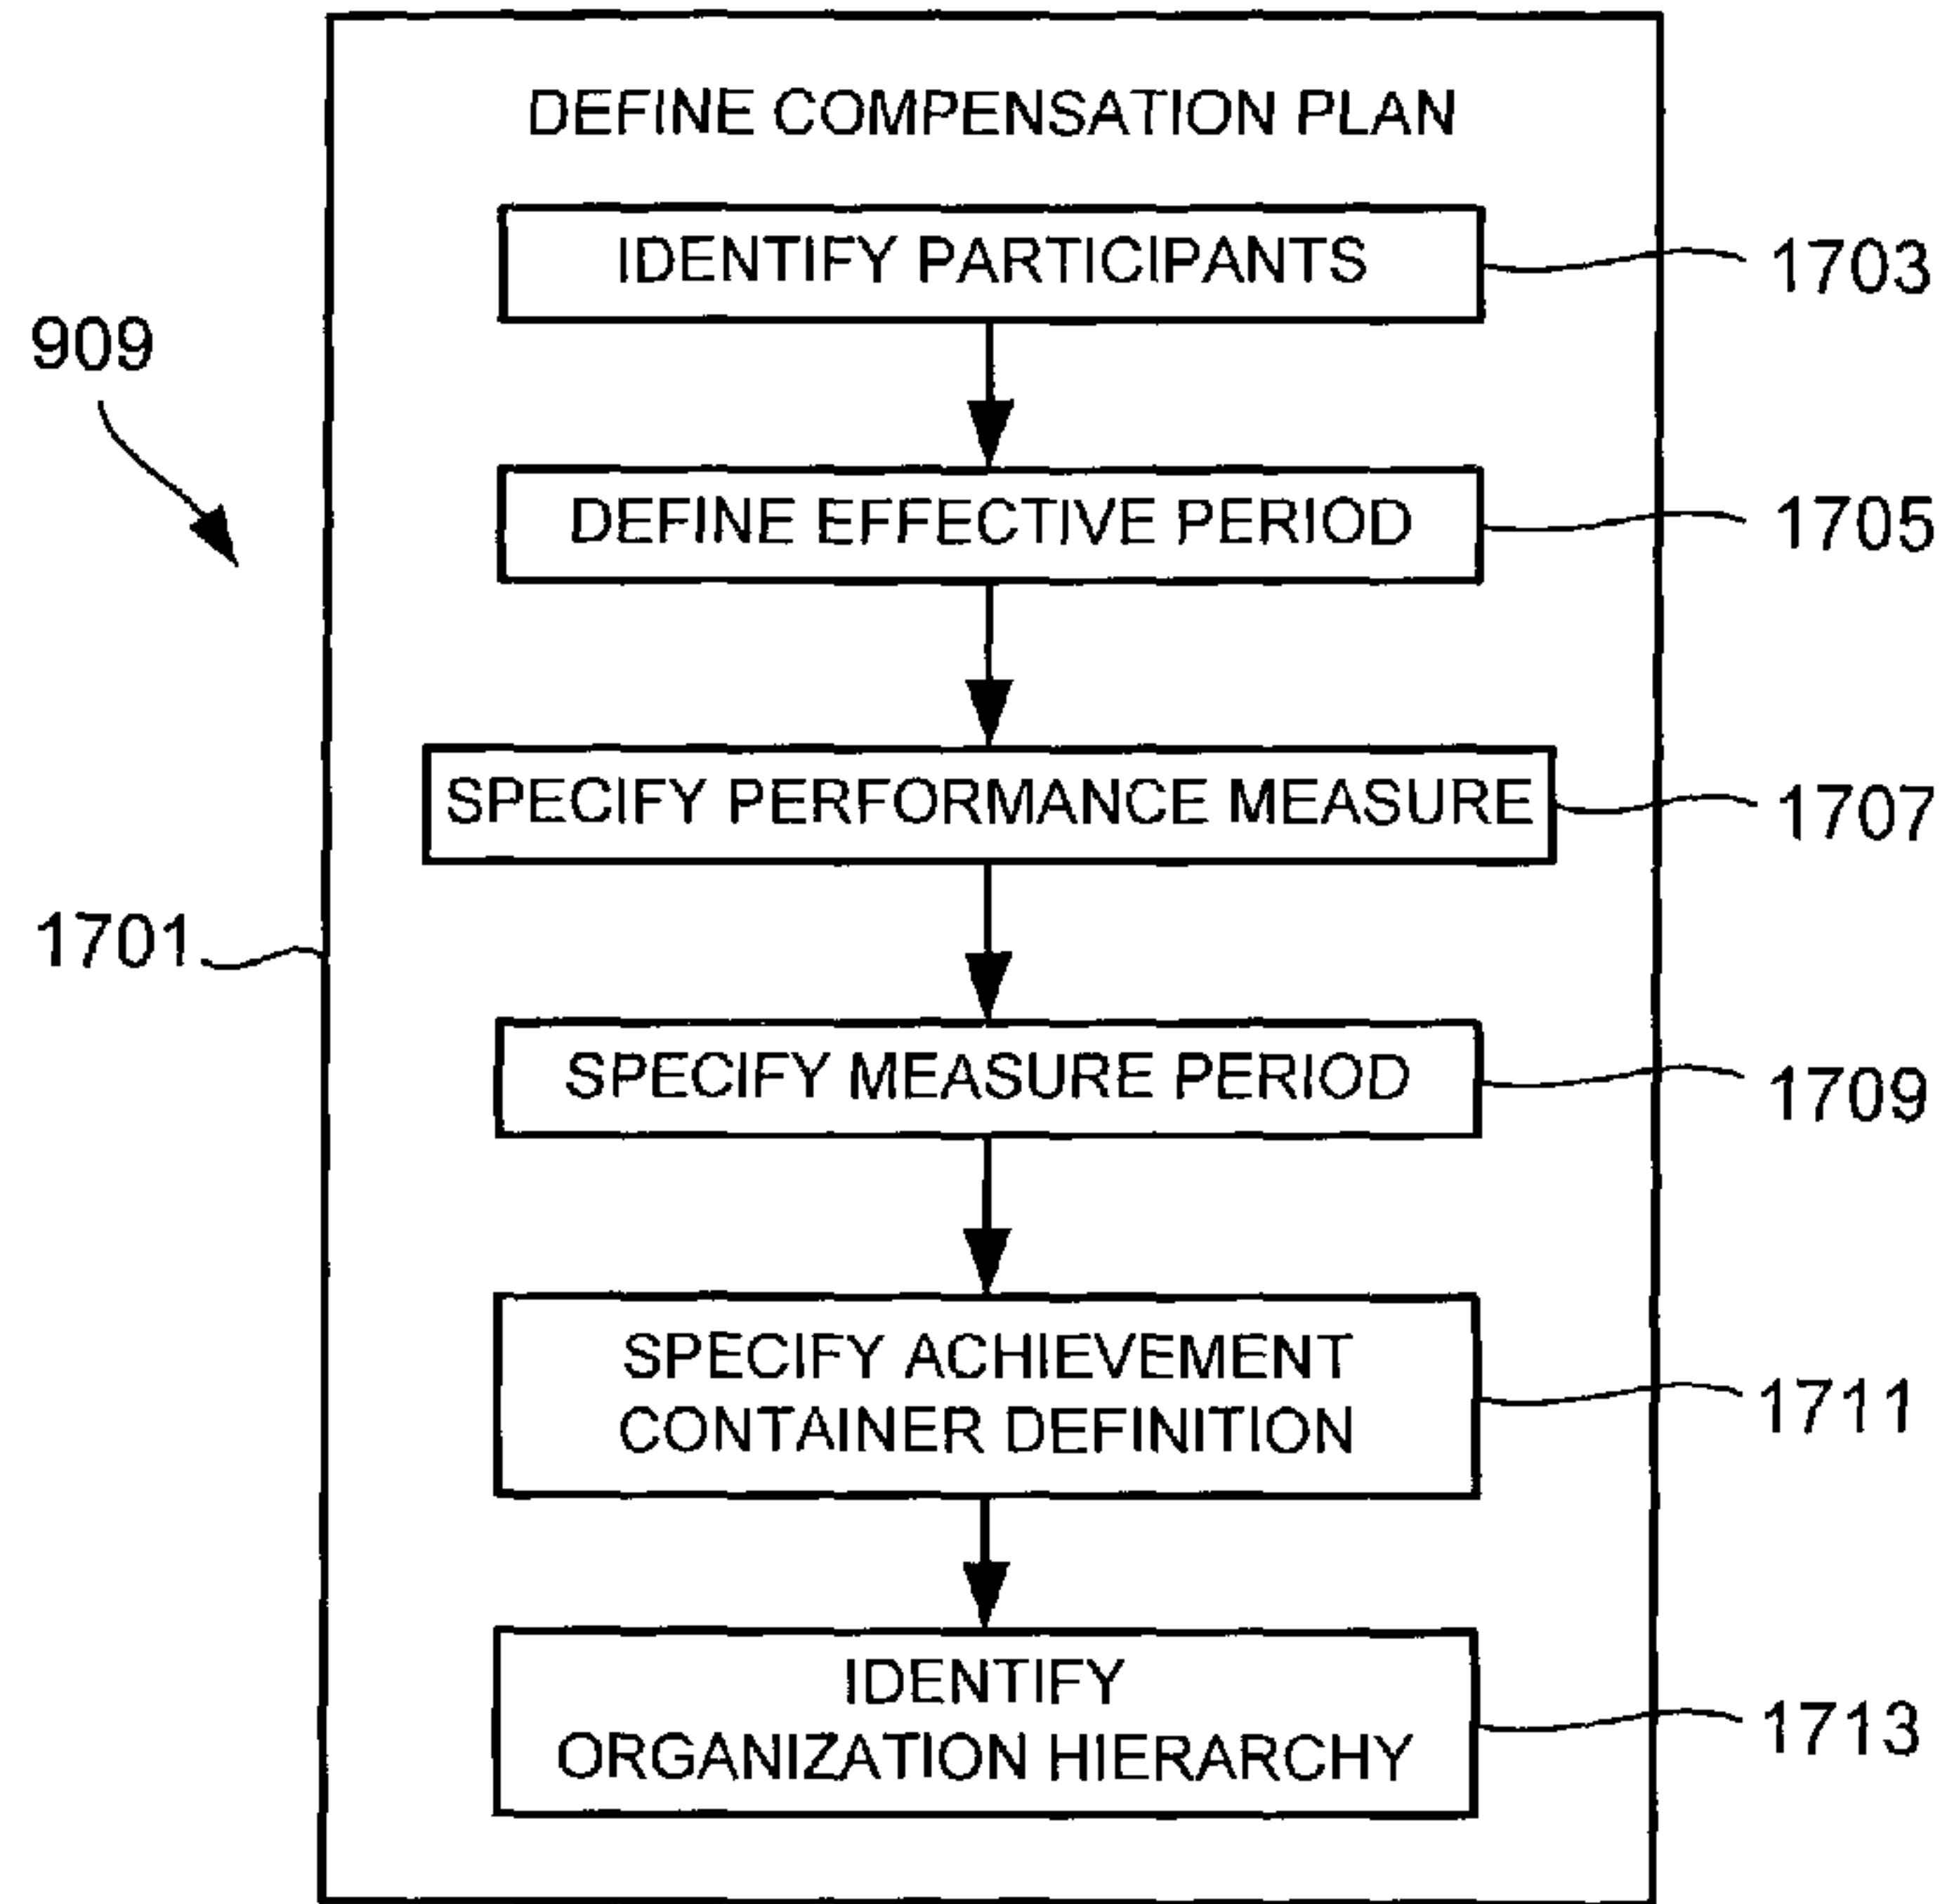 DEFINE COMPENSATION PLAN
IDENTIFY PARTICIPANTS
1703
909
DEFINE EFFECTIVE PERIOD
1705
SPECIFY PERFORMANCE MEASURE
1707
1701
SPECIFY MEASURE PERIOD
1709
SPECIFY ACHIEVEMENT
CONTAINER DEFINITION
1711
IDENTIFY
ORGANIZATION HIERARCHY
1713